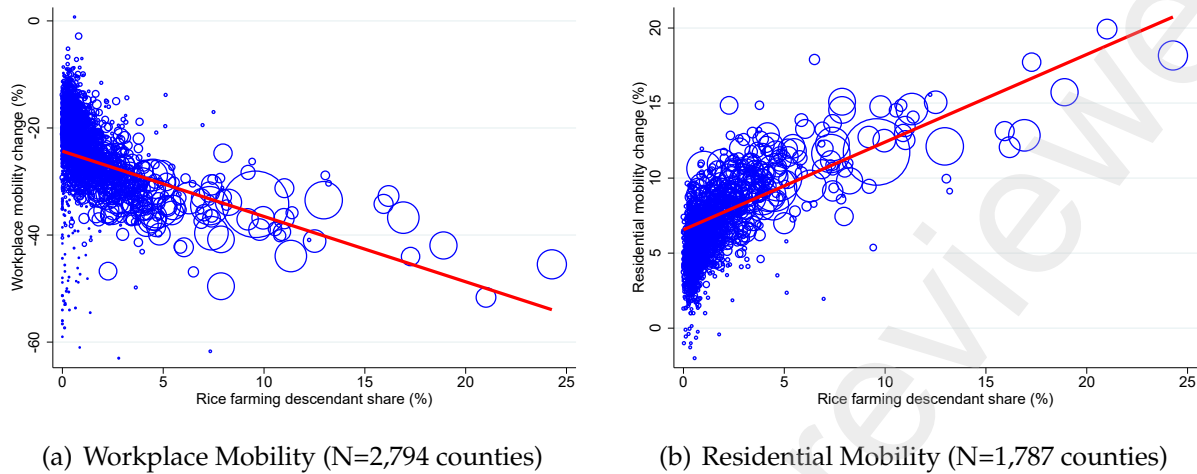 0
-20
-40
-60
Workplace mobility change (%)
0 5 10 15 20 25
Rice farming descendant share (%)
(a) Workplace Mobility (N=2,794 counties)
20
15
10
5
0
Residential mobility change (%)
0 5 10 15 20 25
Rice farming descendant share (%)
(b) Residential Mobility (N=1,787 counties)
reviewe